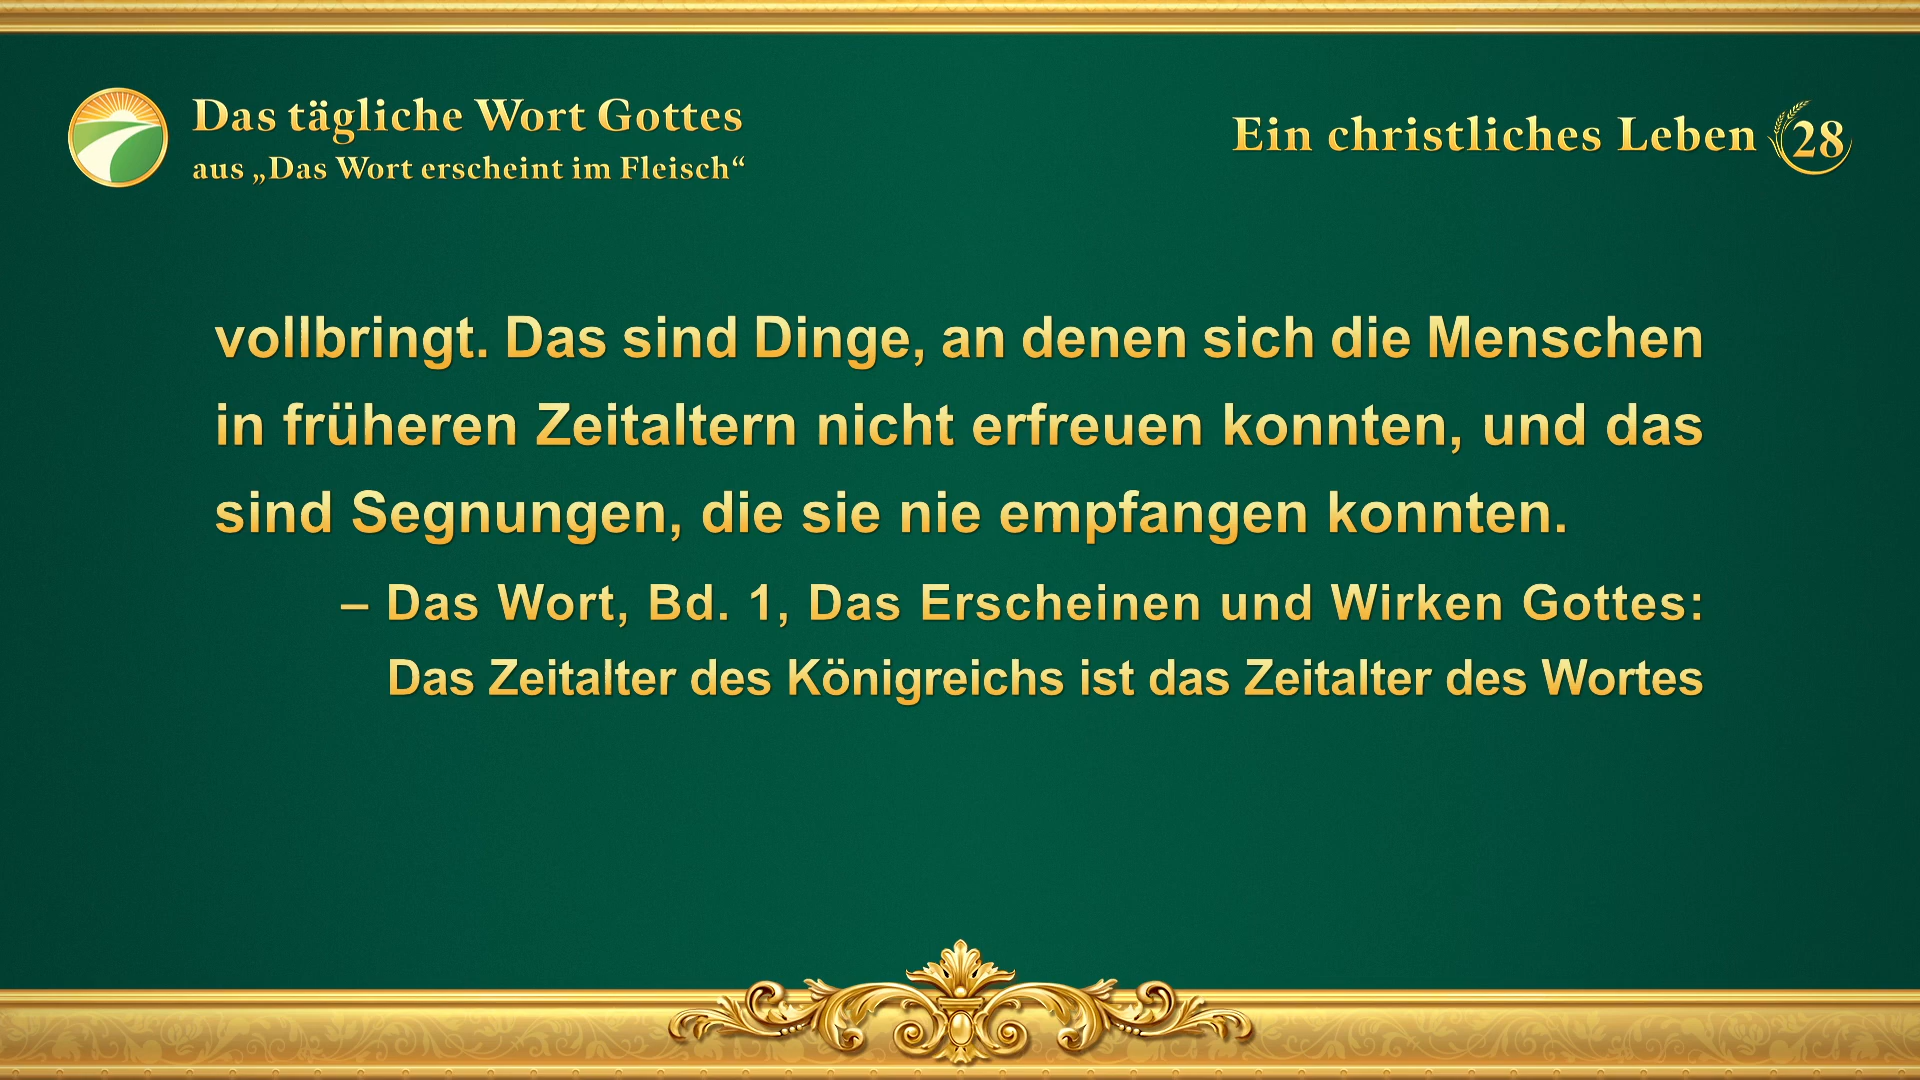 Das tägliche Wort Gottes
aus „Das Wort erscheint im Fleisch“
Ein christliches Leben 28
vollbringt. Das sind Dinge, an denen sich die Menschen
in früheren Zeitaltern nicht erfreuen konnten, und das
sind Segnungen, die sie nie empfangen konnten.
– Das Wort, Bd. 1, Das Erscheinen und Wirken Gottes:
Das Zeitalter des Königreichs ist das Zeitalter des Wortes